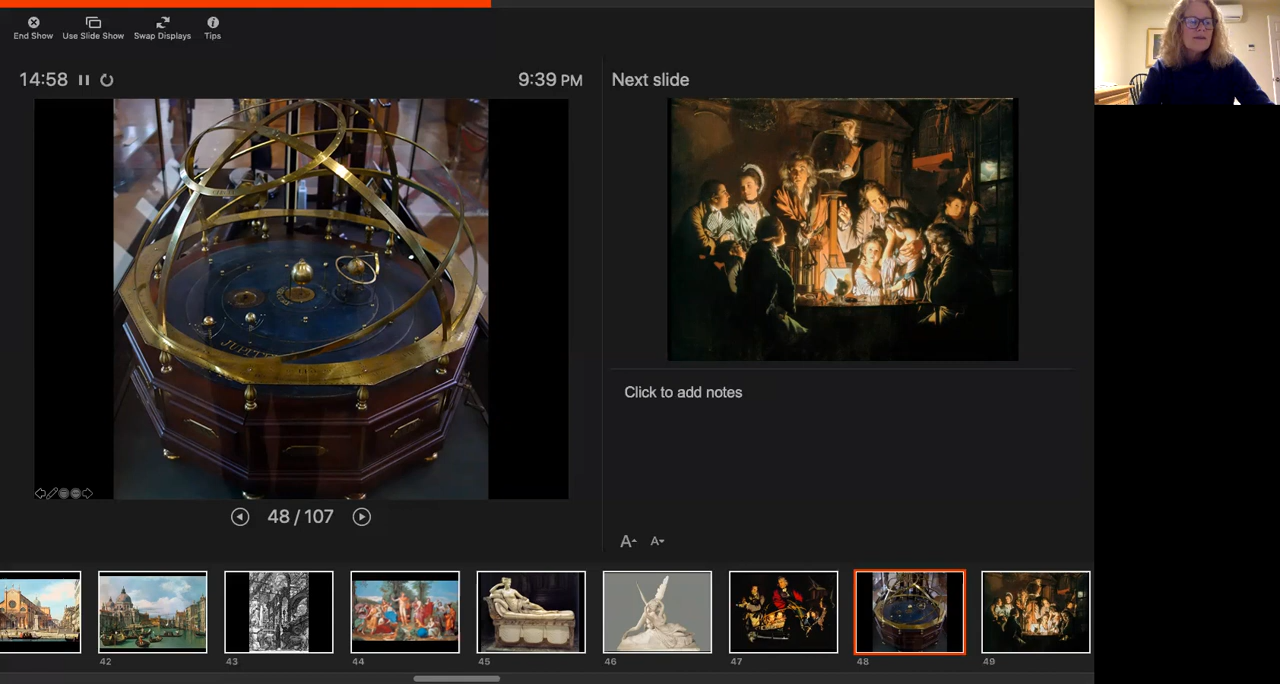 End Show Use Slide Show Swap Displays Tips
14:58 9:39 PM Next slide
JUPIT
Click to add notes
48 / 107
A A
42 43 44 45 46 47 48 49